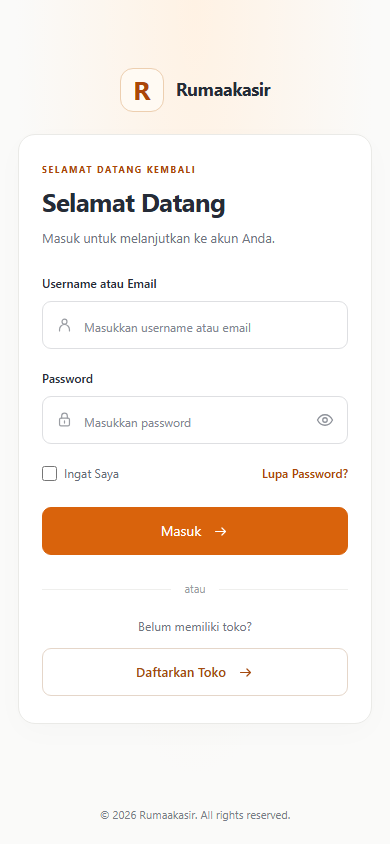 R Rumaakasir
SELAMAT DATANG KEMBALI
Selamat Datang
Masuk untuk melanjutkan ke akun Anda.
Username atau Email
Masukkan username atau email
Password
Masukkan password
Ingat Saya Lupa Password?
Masuk →
atau
Belum memiliki toko?
Daftarkan Toko →
© 2026 Rumaakasir. All rights reserved.